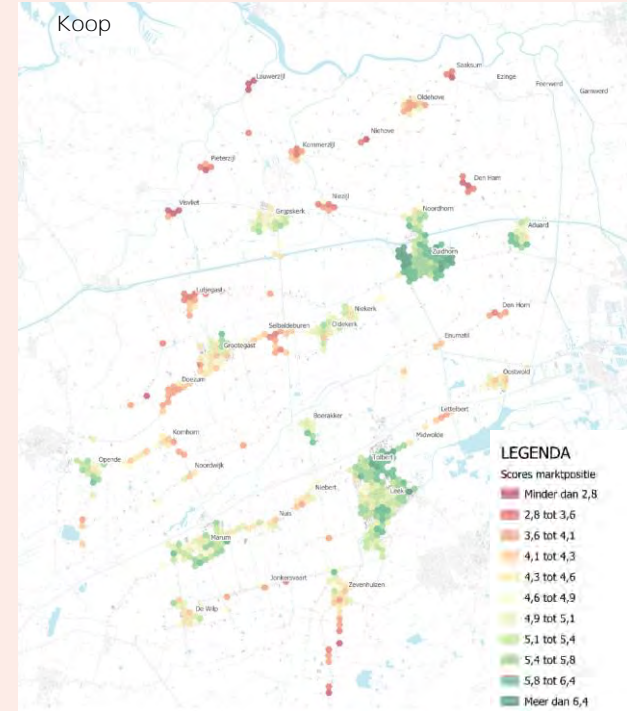 Koop
Saaksum
Lauwerzijl
Ezinge
Feerwerd
Garnwerd
Oldehove
Niehove
Kommerzijl
Pieterzijl
Den Ham
Visvliet
Niezijl
Grijpskerk
Noordhorn
Aduard
Zuidhorn
Lutjegast
Niekerk
Den Horn
Sebaldeburen
Oldekerk
Grootegast
Enumatil
Doezum
Oostwold
Lettelbert
Boerakker
Kornhorn
Midwolde
Opende
Noordwijk
Tolbert
Niebert
Leek
Nuis
Marum
Jonkersvaart
Zevenhuizen
De Wilp
LEGENDA
Scores marktpositie
Minder dan 2,8
2,8 tot 3,6
3,6 tot 4,1
4,1 tot 4,3
4,3 tot 4,6
4,6 tot 4,9
4,9 tot 5,1
5,1 tot 5,4
5,4 tot 5,8
5,8 tot 6,4
Meer dan 6,4